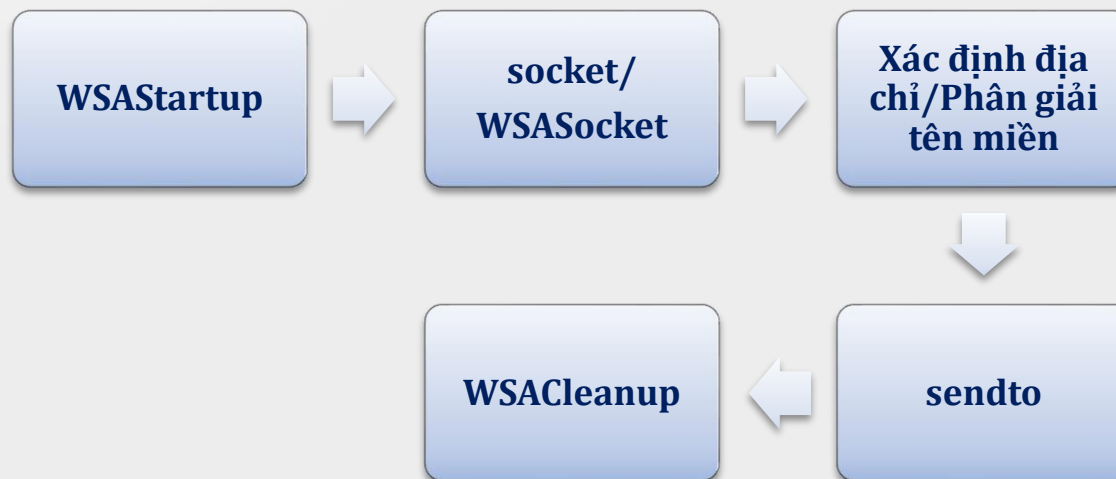 WSAStartup
socket/
WSASocket
Xác định địa
chỉ/Phân giải
tên miền
sendto
WSACleanup